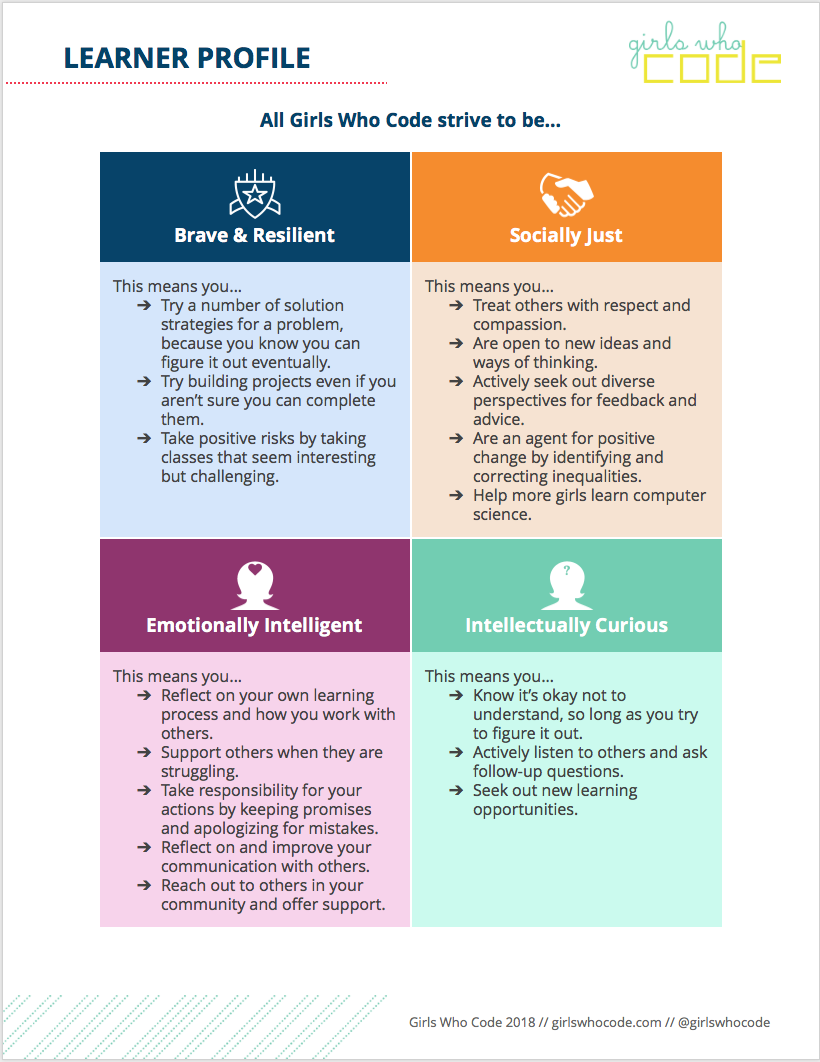 LEARNER PROFILE
girls who
code
All Girls Who Code strive to be...
Brave & Resilient
This means you...
➔ Try a number of solution
strategies for a problem,
because you know you can
figure it out eventually.
➔ Try building projects even if you
aren't sure you can complete
them.
➔ Take positive risks by taking
classes that seem interesting
but challenging.
Socially Just
This means you...
➔ Treat others with respect and
compassion.
➔ Are open to new ideas and
ways of thinking.
➔ Actively seek out diverse
perspectives for feedback and
advice.
➔ Are an agent for positive
change by identifying and
correcting inequalities.
➔ Help more girls learn computer
science.
Emotionally Intelligent
This means you...
➔ Reflect on your own learning
process and how you work with
others.
➔ Support others when they are
struggling.
➔ Take responsibility for your
actions by keeping promises
and apologizing for mistakes.
➔ Reflect on and improve your
communication with others.
➔ Reach out to others in your
community and offer support.
?
Intellectually Curious
This means you...
➔ Know it's okay not to
understand, so long as you try
to figure it out.
➔ Actively listen to others and ask
follow-up questions.
➔ Seek out new learning
opportunities.
Girls Who Code 2018 // girlswhocode.com // @girlswhocode